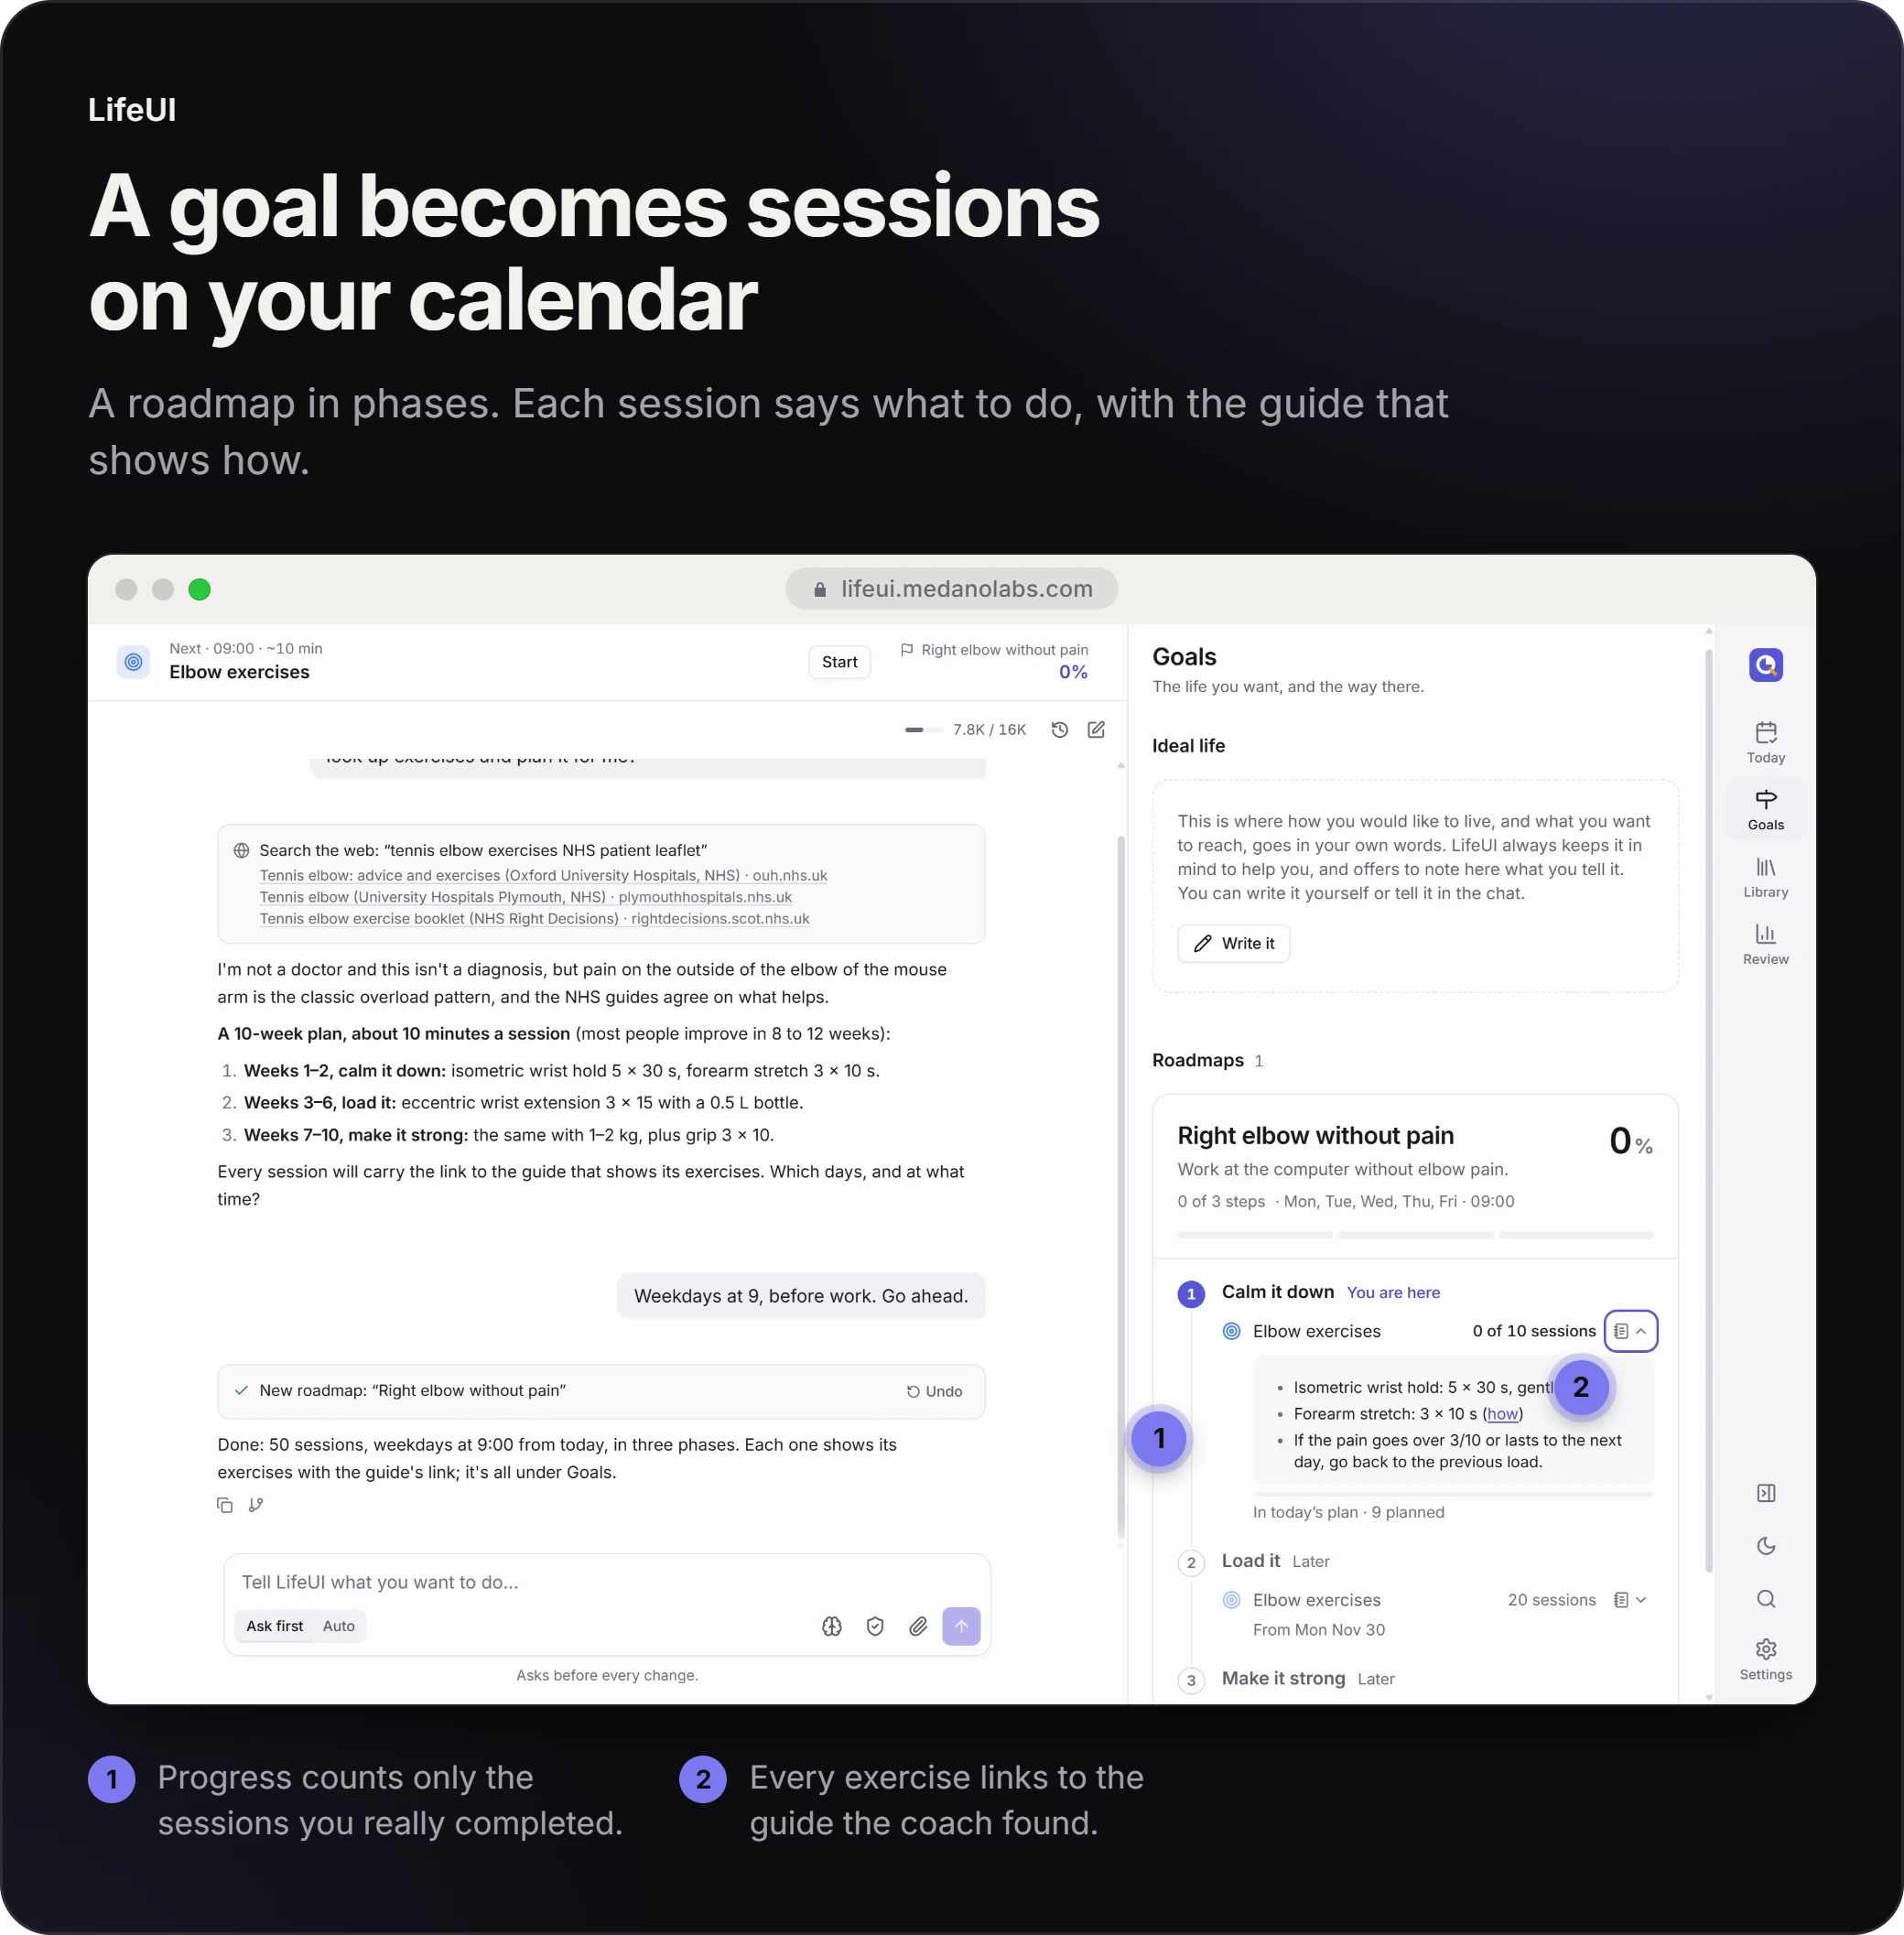 LifeUI
A goal becomes sessions
on your calendar
A roadmap in phases. Each session says what to do, with the guide that
shows how.
lifeui.medanolabs.com
Next · 09:00 · ~10 min
Elbow exercises
Start
Right elbow without pain
0%
7.8K / 16K
look up exercises and plan it for me?
Search the web: “tennis elbow exercises NHS patient leaflet”
Tennis elbow: advice and exercises (Oxford University Hospitals, NHS) · ouh.nhs.uk
Tennis elbow (University Hospitals Plymouth, NHS) · plymouthhospitals.nhs.uk
Tennis elbow exercise booklet (NHS Right Decisions) · rightdecisions.scot.nhs.uk
I'm not a doctor and this isn't a diagnosis, but pain on the outside of the elbow of the mouse
arm is the classic overload pattern, and the NHS guides agree on what helps.
A 10-week plan, about 10 minutes a session (most people improve in 8 to 12 weeks):
1. Weeks 1–2, calm it down: isometric wrist hold 5 × 30 s, forearm stretch 3 × 10 s.
2. Weeks 3–6, load it: eccentric wrist extension 3 × 15 with a 0.5 L bottle.
3. Weeks 7–10, make it strong: the same with 1–2 kg, plus grip 3 × 10.
Every session will carry the link to the guide that shows its exercises. Which days, and at what
time?
Weekdays at 9, before work. Go ahead.
New roadmap: “Right elbow without pain”
Undo
Done: 50 sessions, weekdays at 9:00 from today, in three phases. Each one shows its
exercises with the guide's link; it's all under Goals.
Tell LifeUI what you want to do...
Ask first
Auto
Asks before every change.
Goals
The life you want, and the way there.
Ideal life
This is where how you would like to live, and what you want
to reach, goes in your own words. LifeUI always keeps it in
mind to help you, and offers to note here what you tell it.
You can write it yourself or tell it in the chat.
Write it
Roadmaps 1
Right elbow without pain
0%
Work at the computer without elbow pain.
0 of 3 steps · Mon, Tue, Wed, Thu, Fri · 09:00
1
Calm it down You are here
Elbow exercises
0 of 10 sessions
• Isometric wrist hold: 5 × 30 s,
2
• Forearm stretch: 3 × 10 s (how)
1
• If the pain goes over 3/10 or lasts to the next
day, go back to the previous load.
In today’s plan · 9 planned
2
Load it Later
Elbow exercises
20 sessions
From Mon Nov 30
3
Make it strong Later
Today
Goals
Library
Review
Settings
1
Progress counts only the
sessions you really completed.
2
Every exercise links to the
guide the coach found.